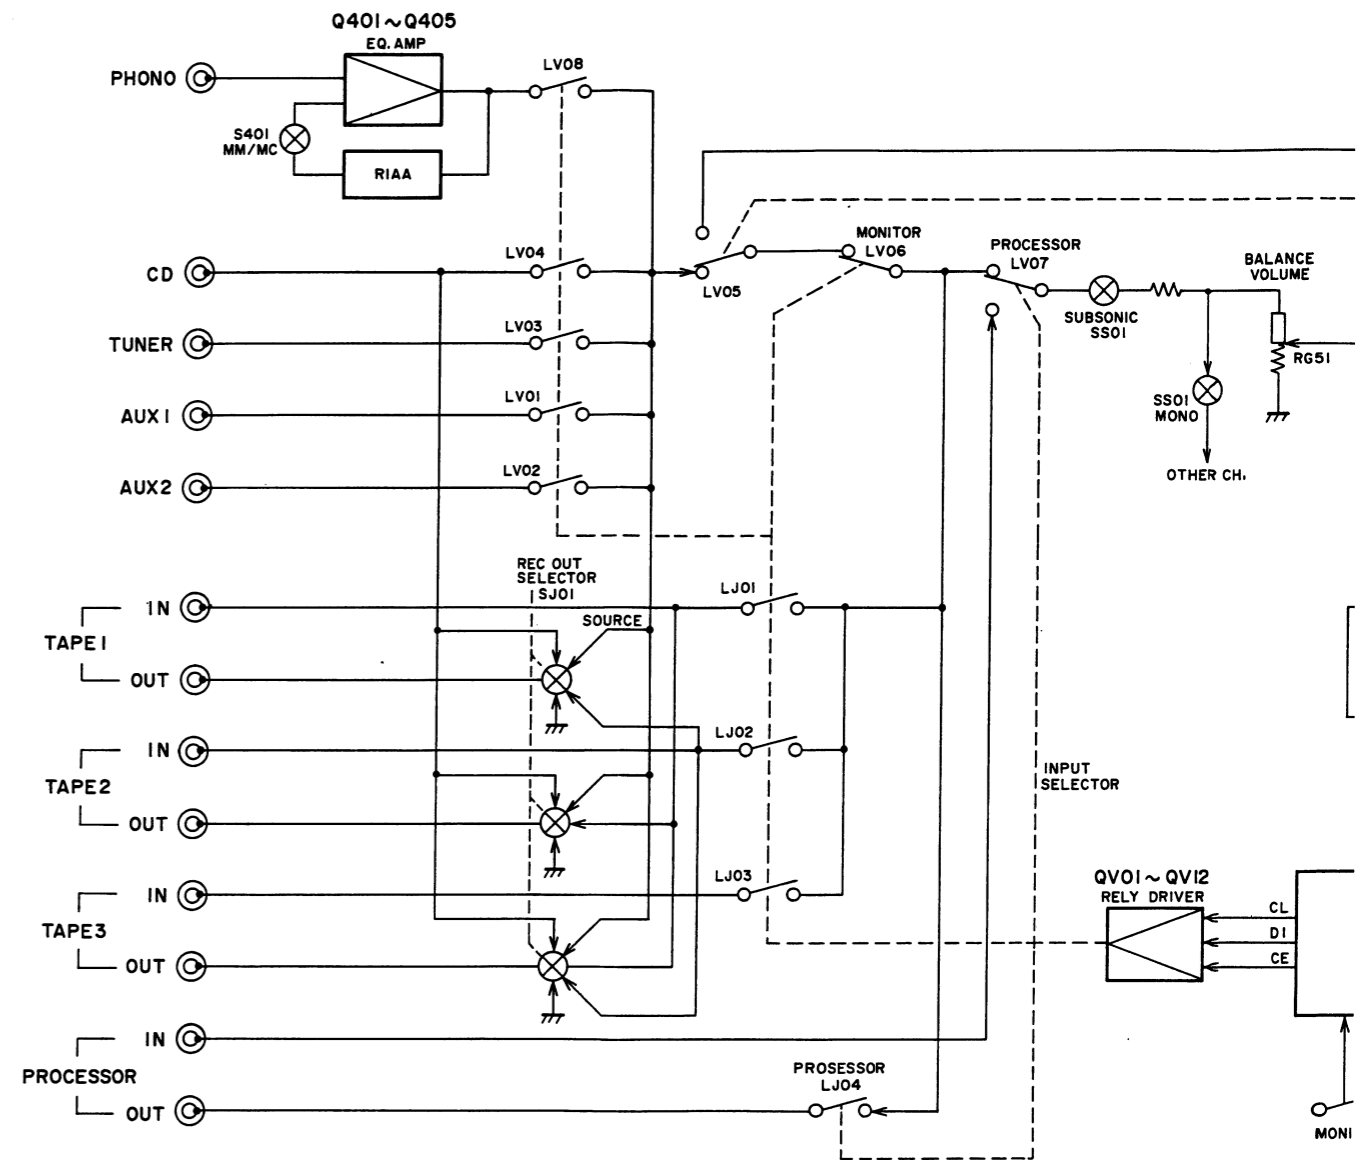 Q401～Q405
EQ. AMP
PHONO
LV08
S401
MM/MC
RIAA
CD
LV04
LV05
MONITOR
LV06
PROCESSOR
LV07
BALANCE
VOLUME
SUBSONIC
SS01
RG51
TUNER
LV03
AUX1
LV01
SS01
MONO
OTHER CH.
AUX2
LV02
REC OUT
SELECTOR
SJ01
SOURCE
TAPE1
IN
OUT
LJ01
TAPE2
IN
OUT
LJ02
INPUT
SELECTOR
TAPE3
IN
OUT
LJ03
QV01～QV12
RELY DRIVER
CL
DI
CE
PROCESSOR
IN
OUT
PROSESSOR
LJ04
MONI